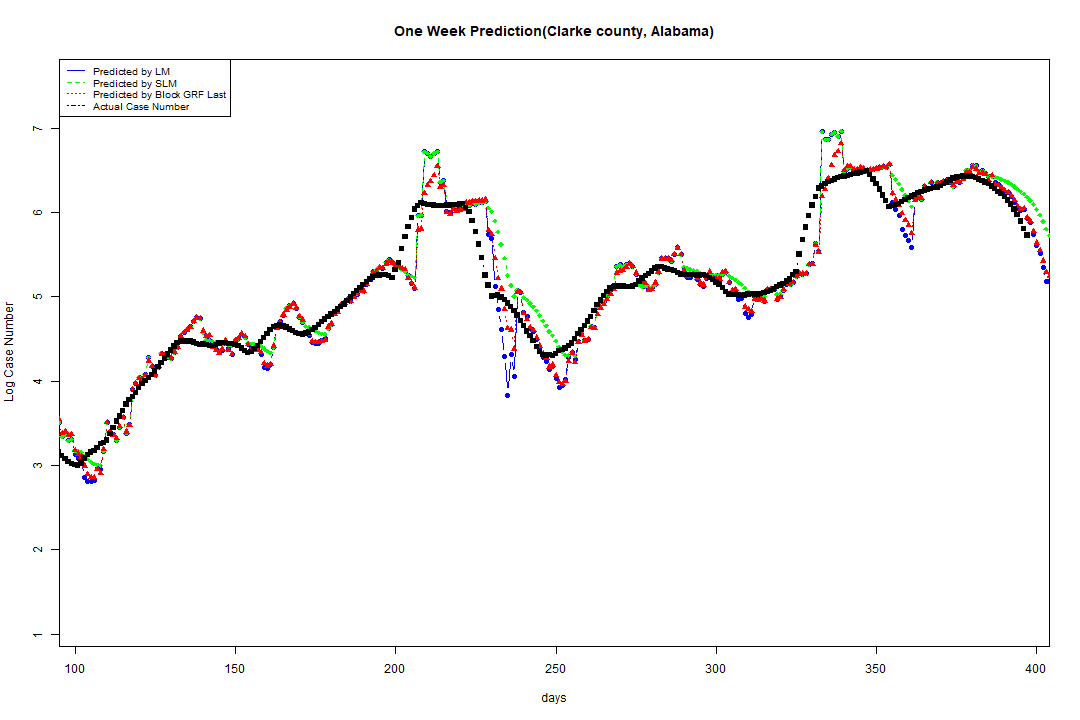 One Week Prediction(Clarke county, Alabama)
Predicted by LM
Predicted by SLM
Predicted by Block GRF Last
Actual Case Number
Log Case Number
7
6
5
4
3
2
1
100 150 200 250 300 350 400
days